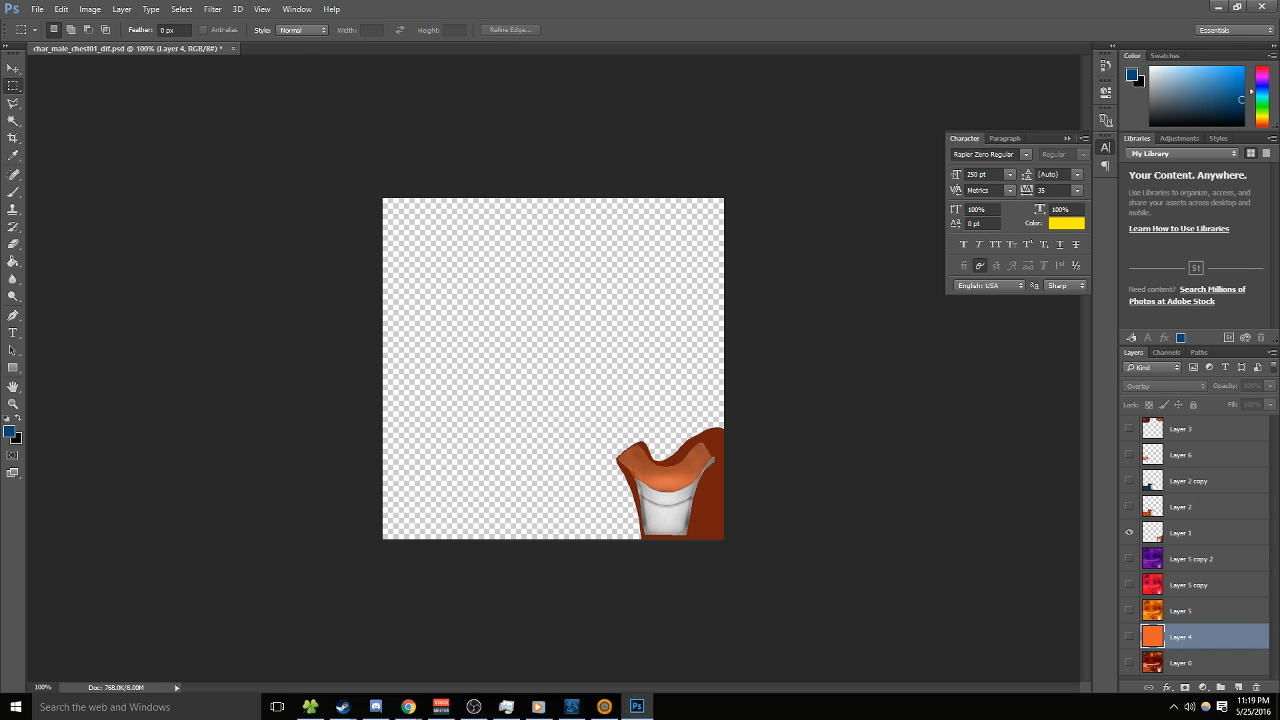 Ps File Edit Image Layer Type Select Filter 3D View Window Help
Feather: 0 px Anti-alias Style: Normal Width: Height: Refine Edge... Essentials
char_male_chest01_dif.psd @ 100% (Layer 4, RGB/8#) * ×
Color Swatches
Character Paragraph
Rapier Zero Regular Regular
250 pt (Auto)
Metrics 35
100% 100%
0 pt Color:
English: USA Sharp
Libraries Adjustments Styles
My Library
Your Content. Anywhere.
Use Libraries to organize, access, and
share your assets across desktop and
mobile.
Learn How to Use Libraries
St
Need content? Search Millions of
Photos at Adobe Stock
Layers Channels Paths
Kind
Overlay Opacity: 100%
Lock: Fill: 100%
Layer 3
Layer 6
Layer 2 copy
Layer 2
Layer 1
Layer 5 copy 2
Layer 5 copy
Layer 5
Layer 4
Layer 0
100% Doc: 768.0K/8.00M
Search the web and Windows
Ps
11:19 PM
5/25/2016